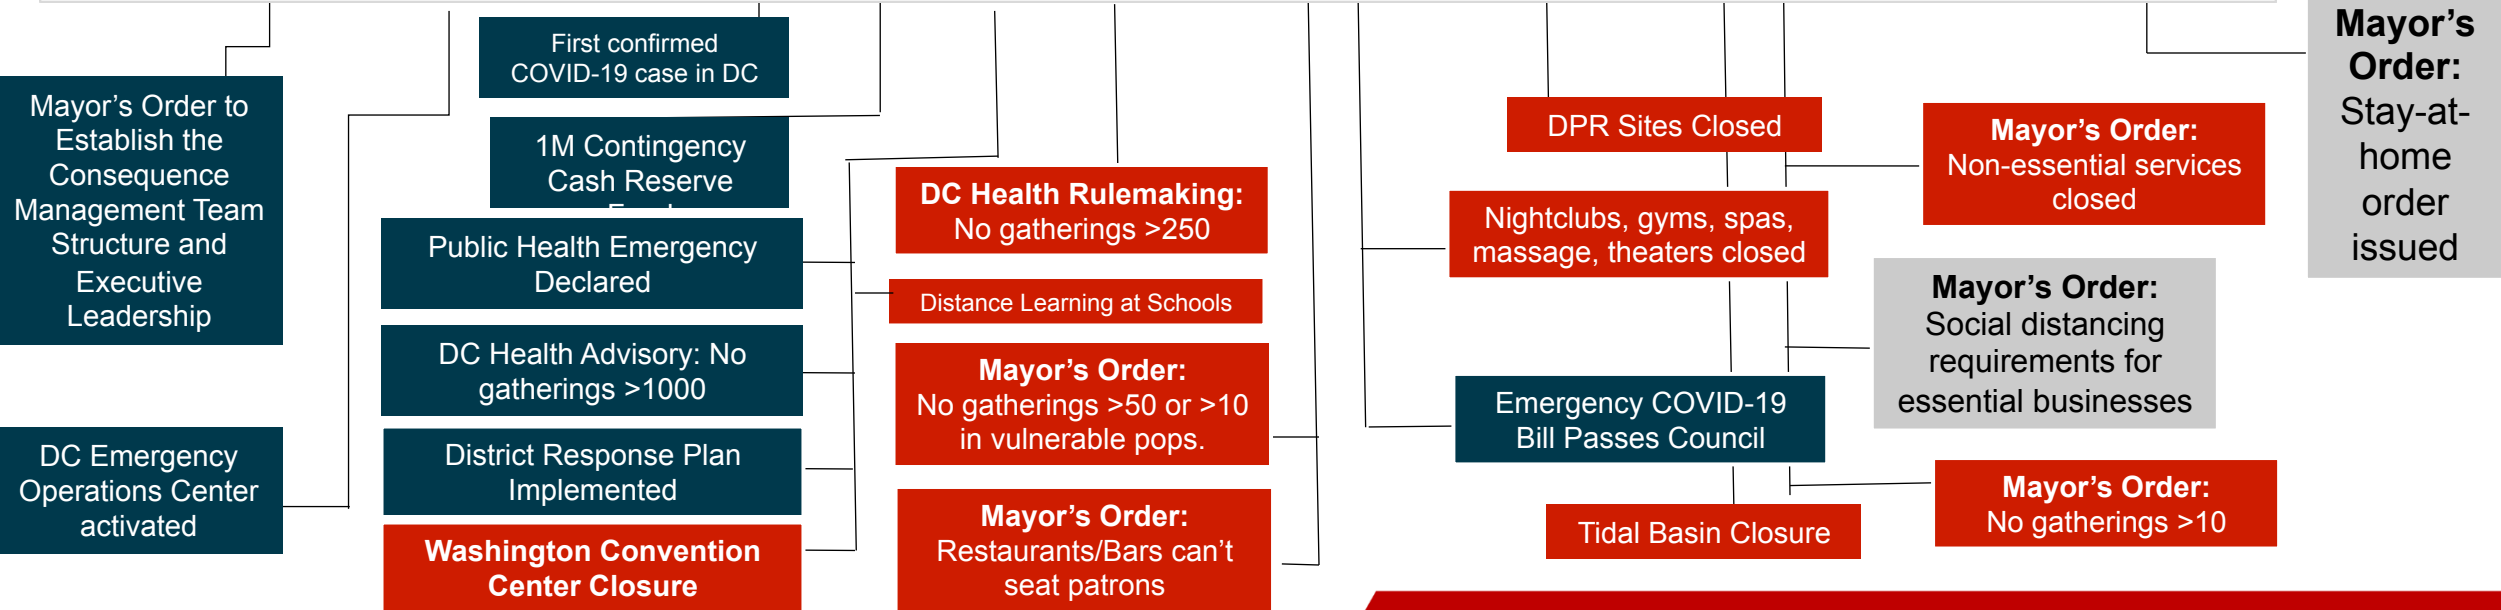 Mayor’s Order to
Establish the
Consequence
Management Team
Structure and
Executive
Leadership
DC Emergency
Operations Center
activated
First confirmed
COVID-19 case in DC
1M Contingency
Cash Reserve
Public Health Emergency
Declared
DC Health Advisory: No
gatherings >1000
District Response Plan
Implemented
Washington Convention
Center Closure
DC Health Rulemaking:
No gatherings >250
Distance Learning at Schools
Mayor’s Order:
No gatherings >50 or >10
in vulnerable pops.
Mayor’s Order:
Restaurants/Bars can’t
seat patrons
DPR Sites Closed
Nightclubs, gyms, spas,
massage, theaters closed
Emergency COVID-19
Bill Passes Council
Tidal Basin Closure
Mayor’s Order:
Non-essential services
closed
Mayor’s Order:
Social distancing
requirements for
essential businesses
Mayor’s Order:
No gatherings >10
Mayor’s
Order:
Stay-at-
home
order
issued